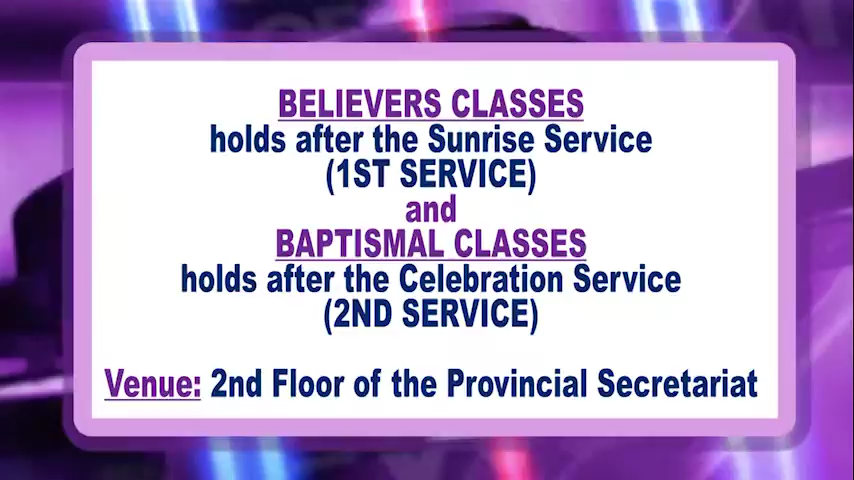 BELIEVERS CLASSES
holds after the Sunrise Service
(1ST SERVICE)
and
BAPTISMAL CLASSES
holds after the Celebration Service
(2ND SERVICE)
Venue: 2nd Floor of the Provincial Secretariat